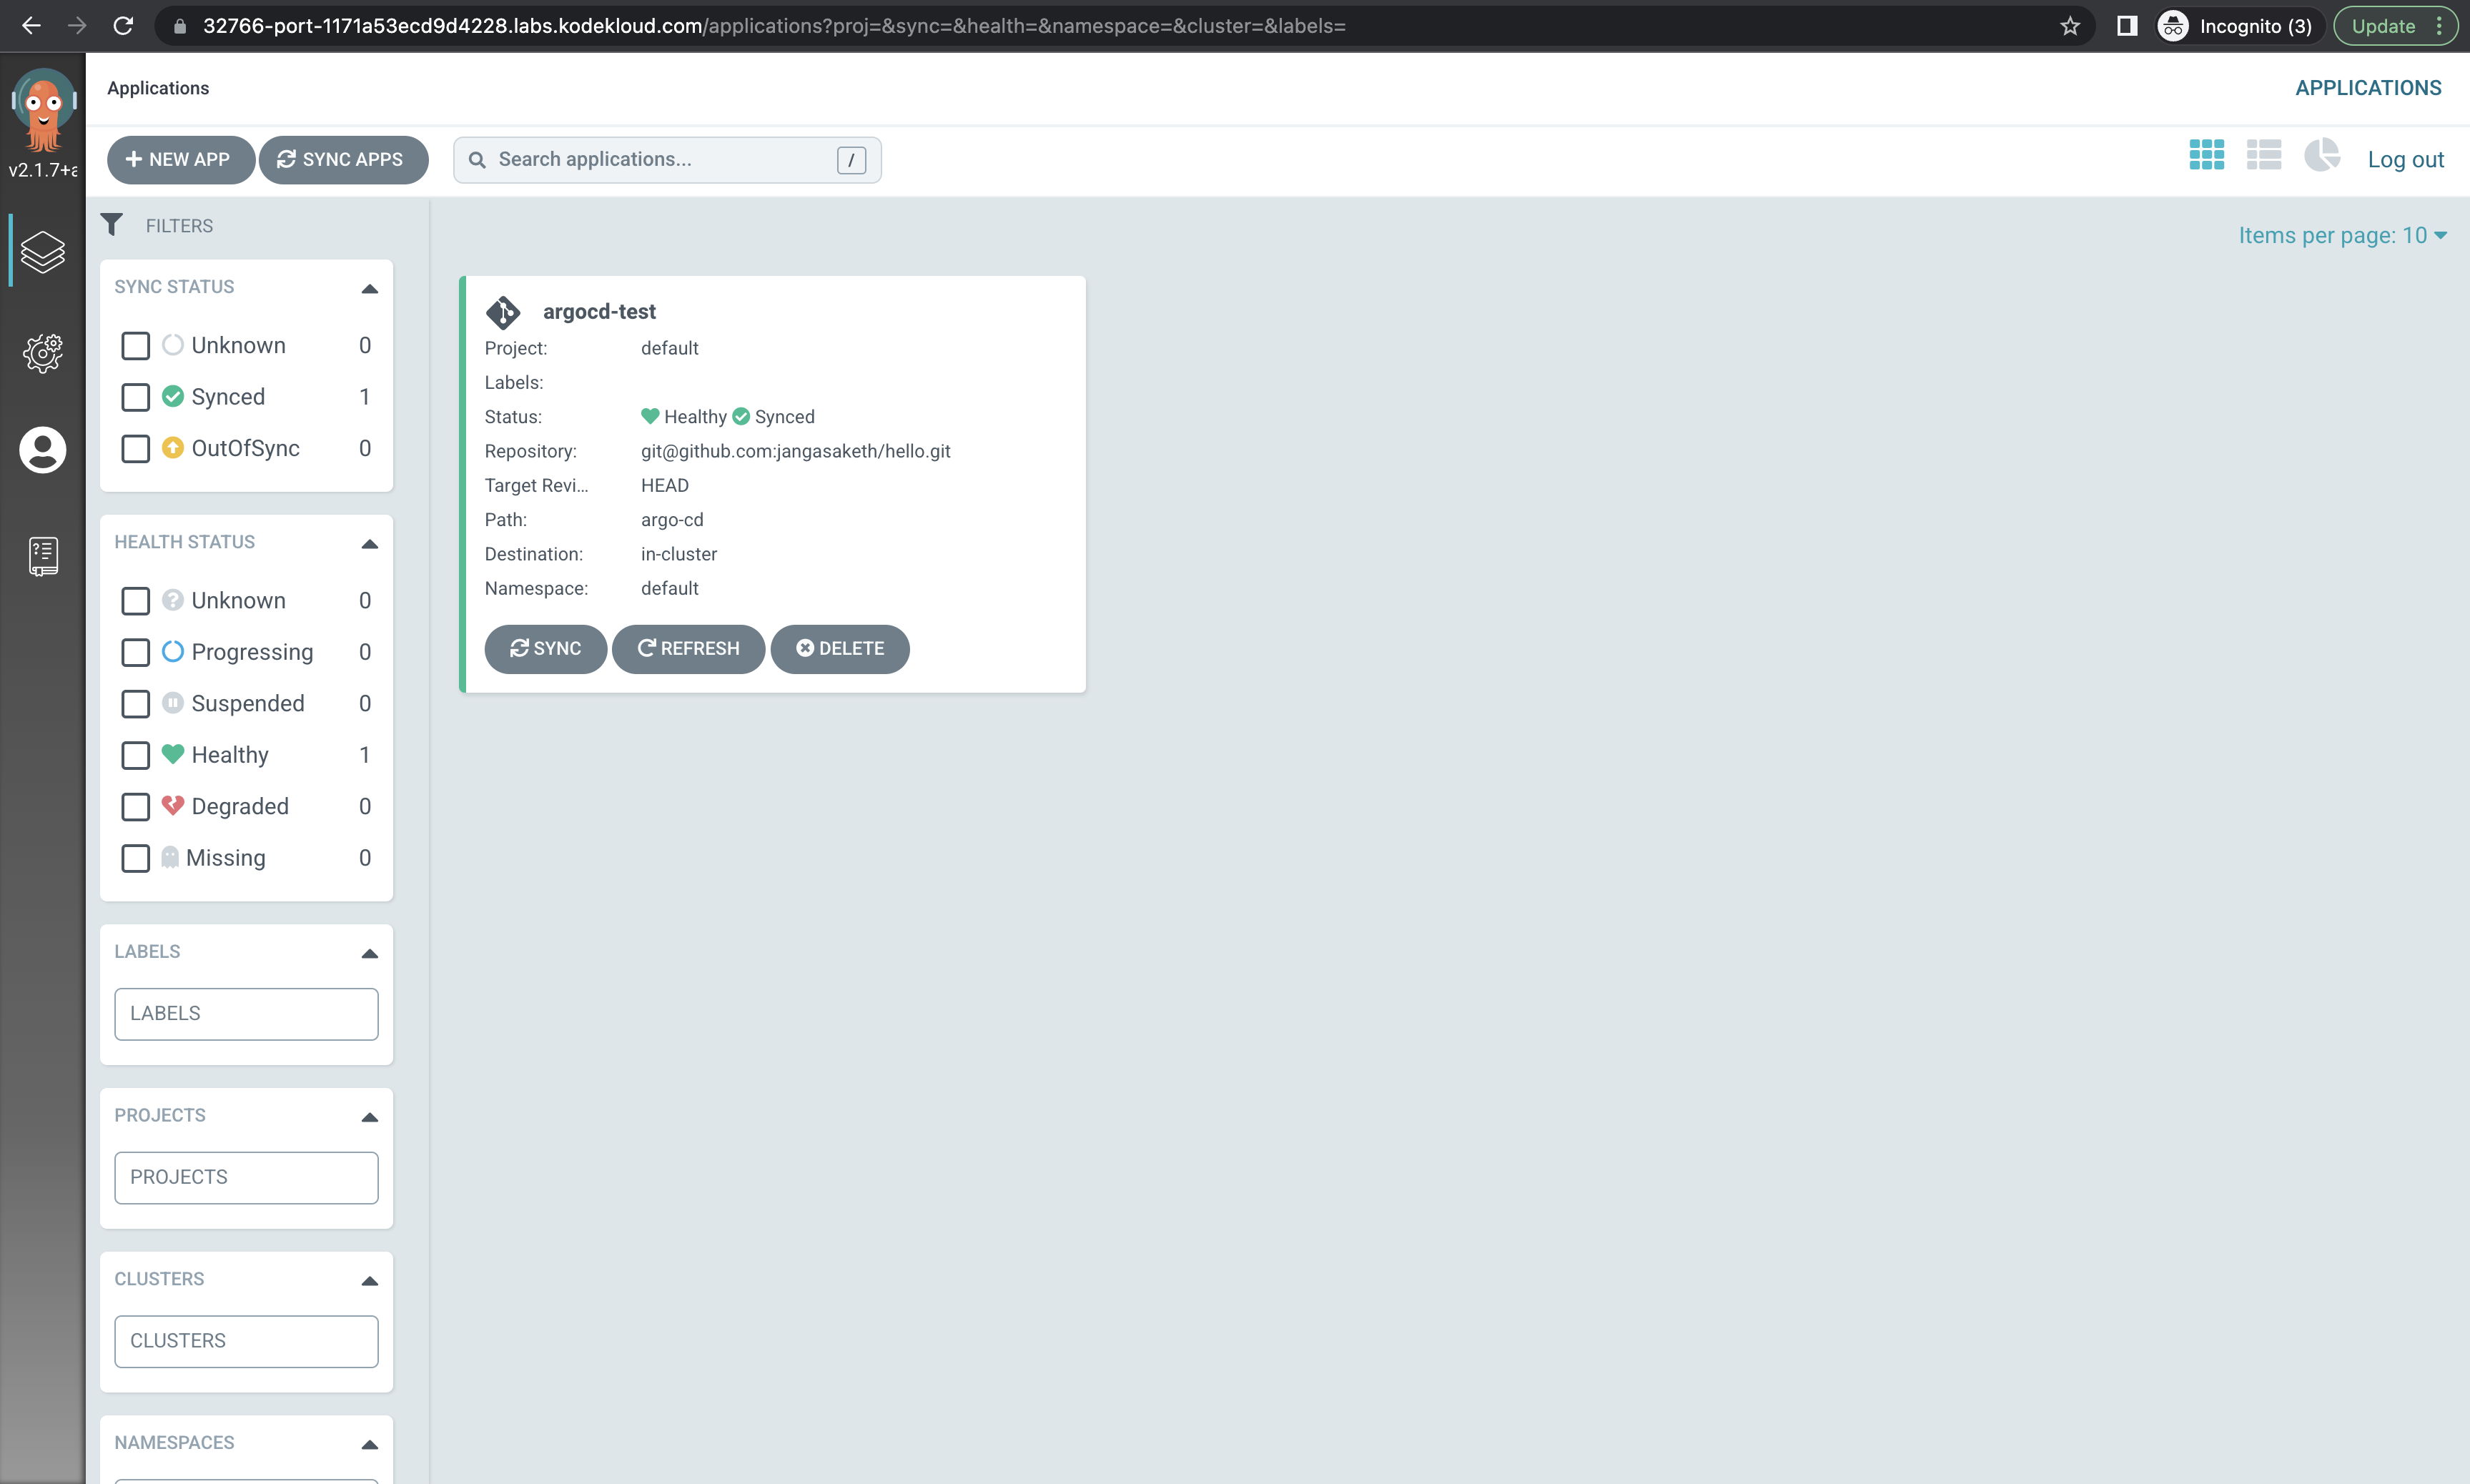 32766-port-1171a53ecd9d4228.labs.kodekloud.com/applications?proj=&sync=&health=&namespace=&cluster=&labels=
Incognito (3)
Update
v2.1.7+a
Applications
APPLICATIONS
NEW APP
SYNC APPS
Search applications...
/
Log out
FILTERS
Items per page: 10
SYNC STATUS
Unknown 0
Synced 1
OutOfSync 0
HEALTH STATUS
Unknown 0
Progressing 0
Suspended 0
Healthy 1
Degraded 0
Missing 0
LABELS
LABELS
PROJECTS
PROJECTS
CLUSTERS
CLUSTERS
NAMESPACES
argocd-test
Project: default
Labels:
Status: Healthy Synced
Repository: git@github.com:jangasaketh/hello.git
Target Revi... HEAD
Path: argo-cd
Destination: in-cluster
Namespace: default
SYNC
REFRESH
DELETE